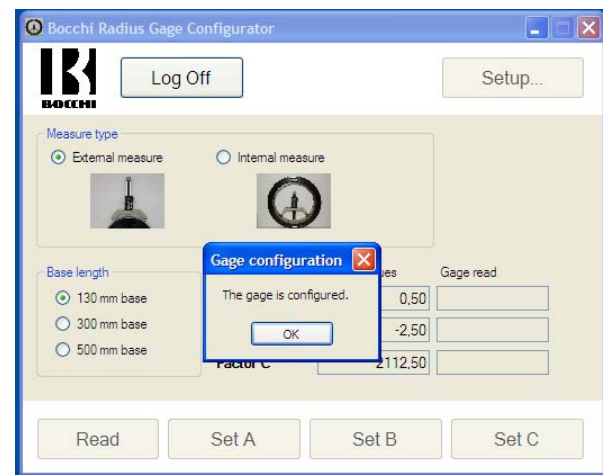 Bocchi Radius Gage Configurator
BOCCHI
Log Off
Setup...
Measure type
External measure
Internal measure
Gage configuration
The gage is configured.
OK
Base length
130 mm base
300 mm base
500 mm base
Gage read
0,50
-2,50
Factor C
2112,50
Read
Set A
Set B
Set C